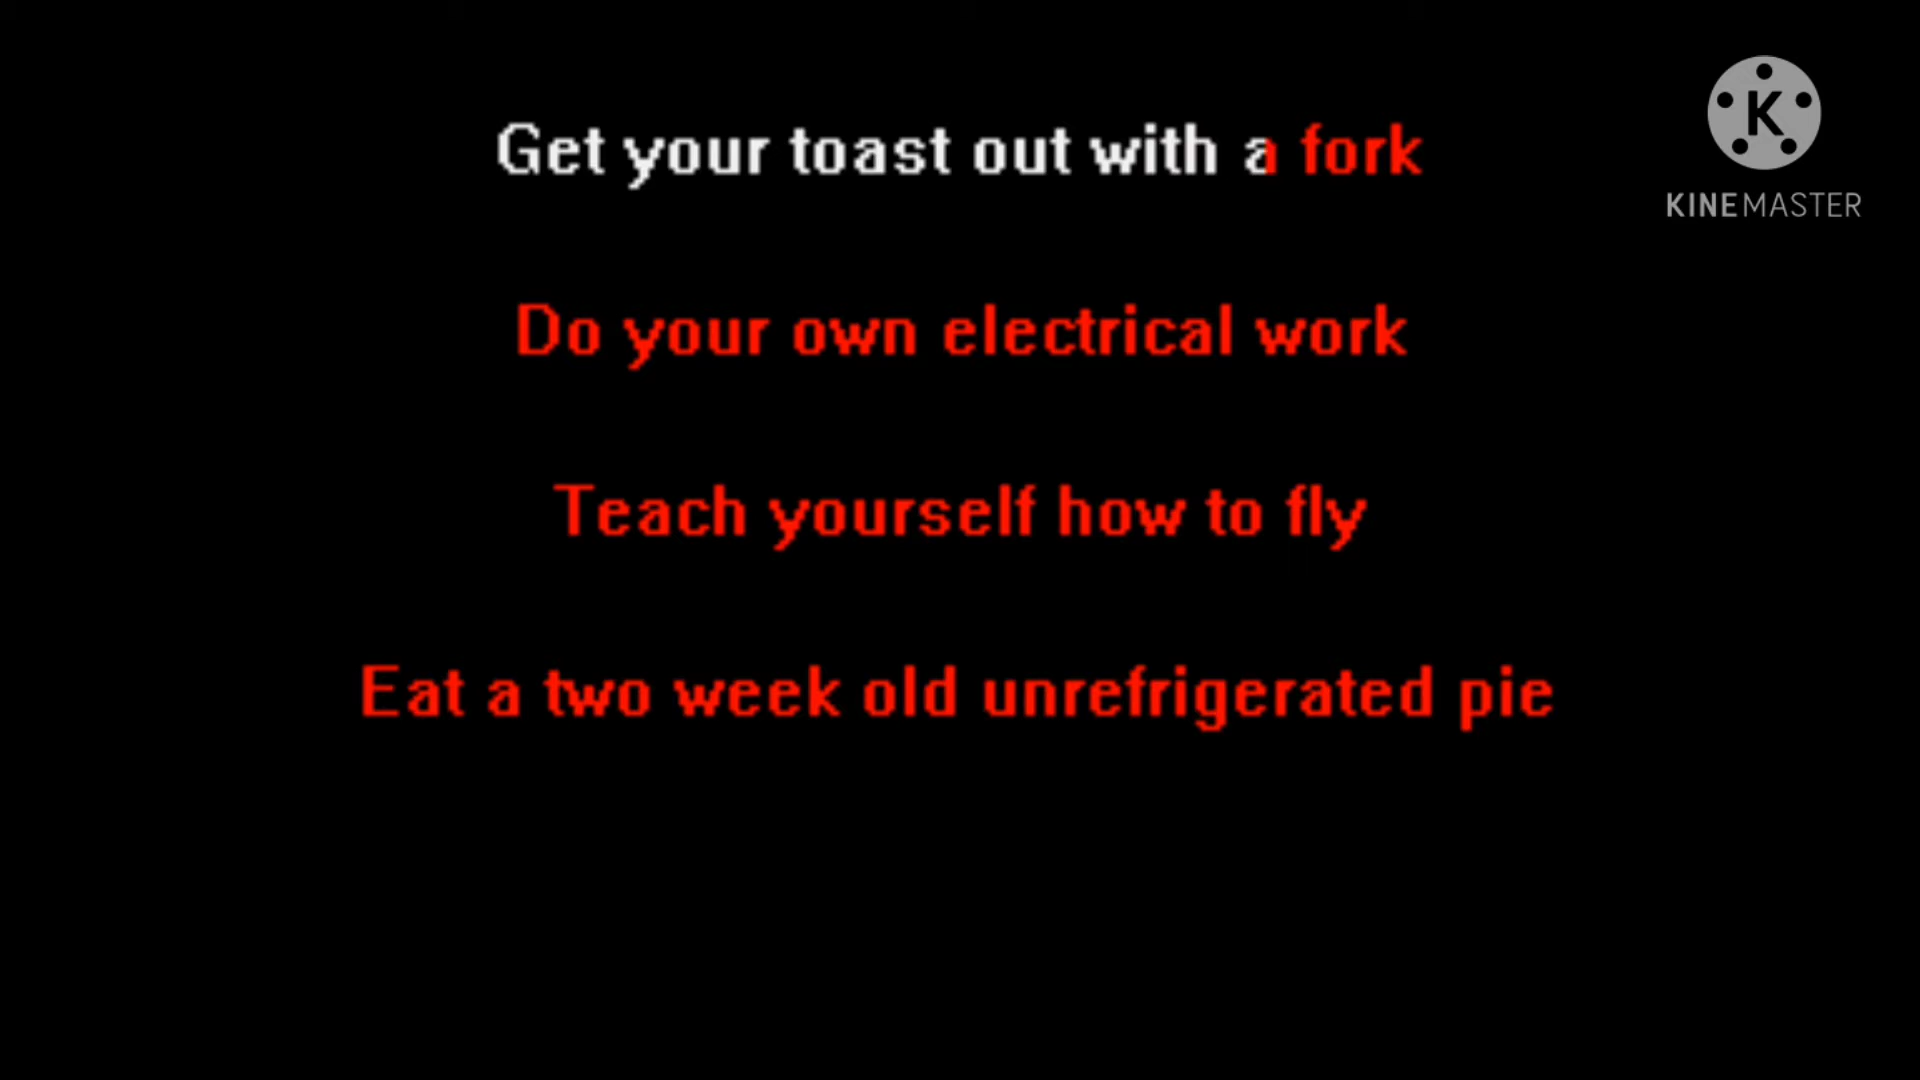 Get your toast out with a fork
K
KINEMASTER
Do your own electrical work
Teach yourself how to fly
Eat a two week old unrefrigerated pie